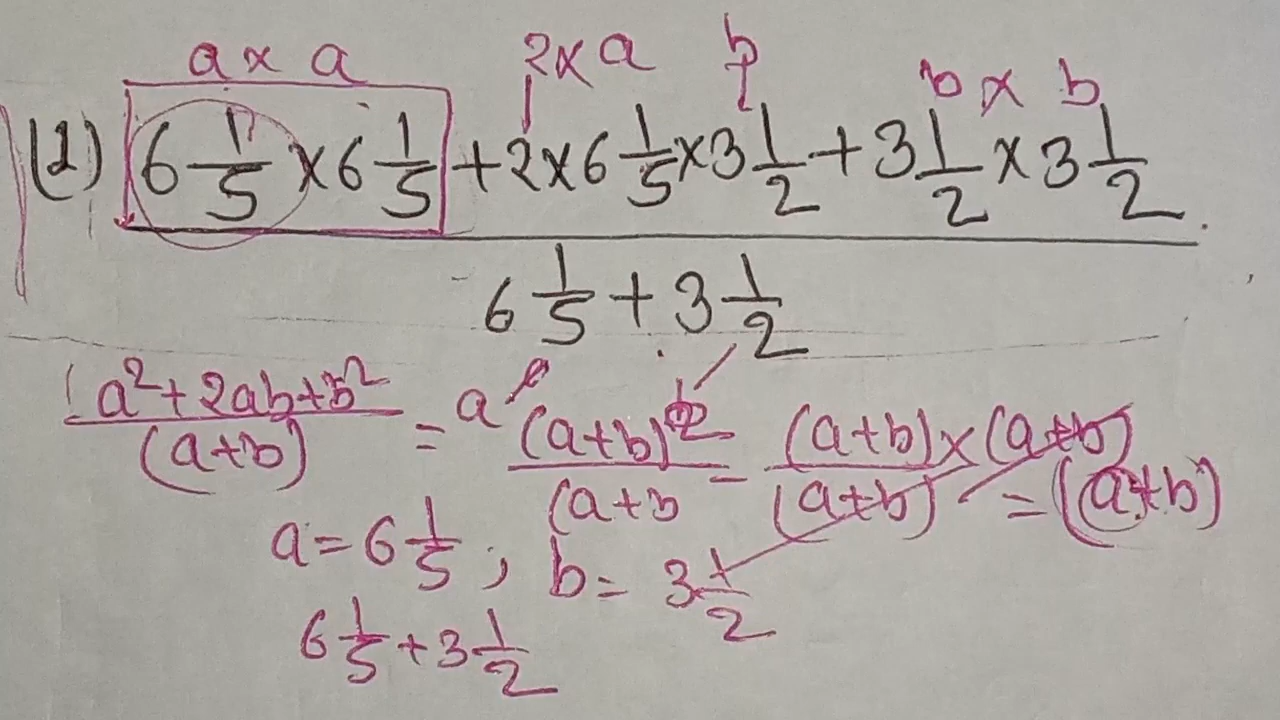 a × a   2×a   b   b × b
(1) 6 1/5 × 6 1/5 + 2 × 6 1/5 × 3 1/2 + 3 1/2 × 3 1/2
6 1/5 + 3 1/2
a² + 2ab + b² / (a+b) = (a+b)² / (a+b = (a+b) × (a+b) / (a+b) = (a+b)
a b
a = 6 1/5 ; b = 3 1/2
6 1/5 + 3 1/2